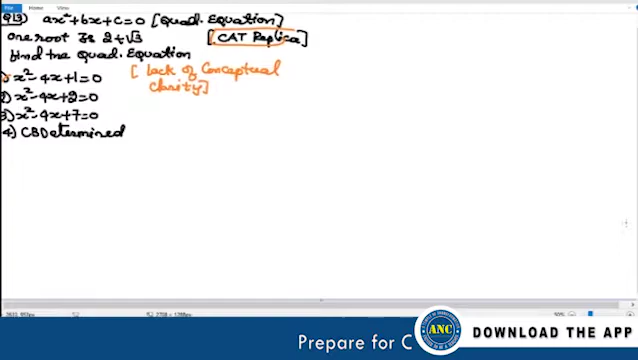 File Home View
Q13 ax²+bx+c=0 [Quad. Equation]
One root is 2+√3 [CAT Replica]
find the Quad. Equation
1) x²-4x+1=0 [Lack of Conceptual
clarity]
2) x²-4x+2=0
3) x²-4x+7=0
4) CBDetermined
50%
Prepare for C
ANC
DOWNLOAD THE APP